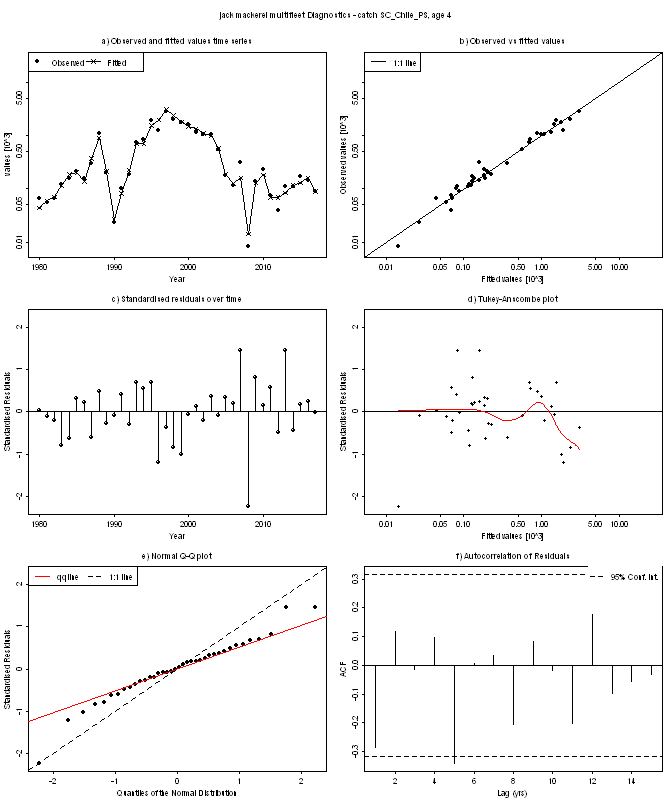 jack mackerel multifleet Diagnostics - catch SC_Chile_PS, age 4
a) Observed and fitted values time series
Observed Fitted
values [10^3]
5.00
0.50
0.05
0.01
1980 1990 2000 2010
Year
b) Observed vs fitted values
1:1 line
Observed values [10^3]
5.00
0.50
0.05
0.01
0.01 0.05 0.10 0.50 1.00 5.00 10.00
Fitted values [10^3]
c) Standardised residuals over time
Standardised Residuals
2
1
0
-1
-2
1980 1990 2000 2010
Year
d) Tukey-Anscombe plot
Standardised Residuals
2
1
0
-1
-2
0.01 0.05 0.10 0.50 1.00 5.00 10.00
Fitted values [10^3]
e) Normal Q-Q plot
qq line 1:1 line
Standardised Residuals
2
1
0
-1
-2
-2 -1 0 1 2
Quantiles of the Normal Distribution
f) Autocorrelation of Residuals
95% Conf. Int.
ACF
0.3
0.2
0.1
0.0
-0.1
-0.2
-0.3
2 4 6 8 10 12 14
Lag (yrs)